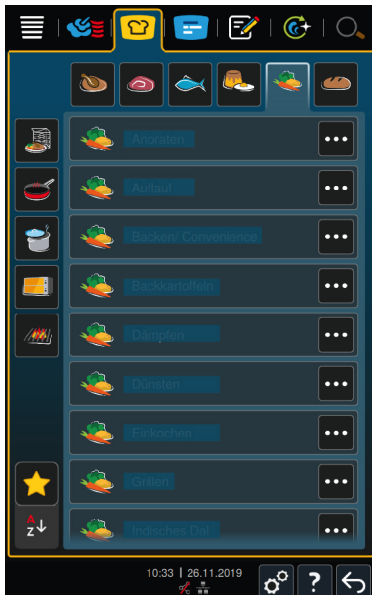 Anbraten
Auflauf
Backen/ Convenience
Backkartoffeln
Dämpfen
Dünsten
Einkochen
Grillen
A
Z
Indisches Dal
10:33 | 26.11.2019
?